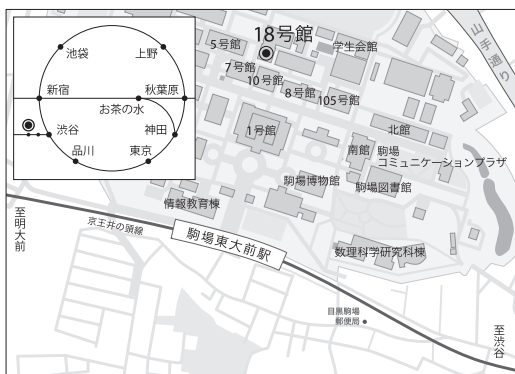 池袋
上野
新宿
秋葉原
お茶の水
渋谷
神田
品川
東京
18号館
5号館
学生会館
山手通り
7号館
10号館
8号館
105号館
1号館
北館
南館
駒場
コミュニケーションプラザ
駒場博物館
駒場図書館
情報教育棟
数理科学研究科棟
至明大前
京王井の頭線
駒場東大前駅
目黒駒場
郵便局
至渋谷